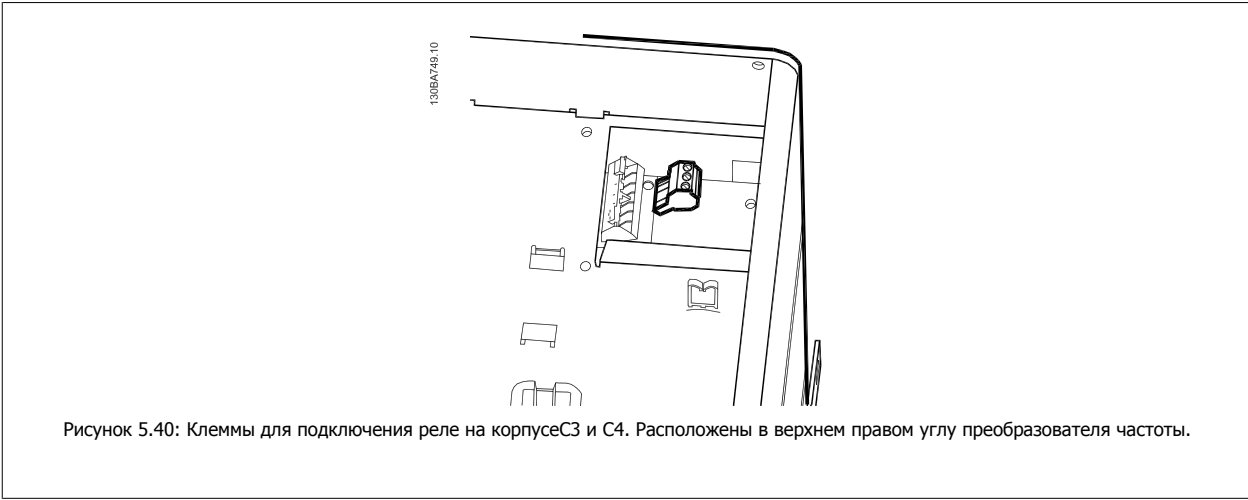 130BA749.10
Рисунок 5.40: Клеммы для подключения реле на корпусеC3 и C4. Расположены в верхнем правом углу преобразователя частоты.